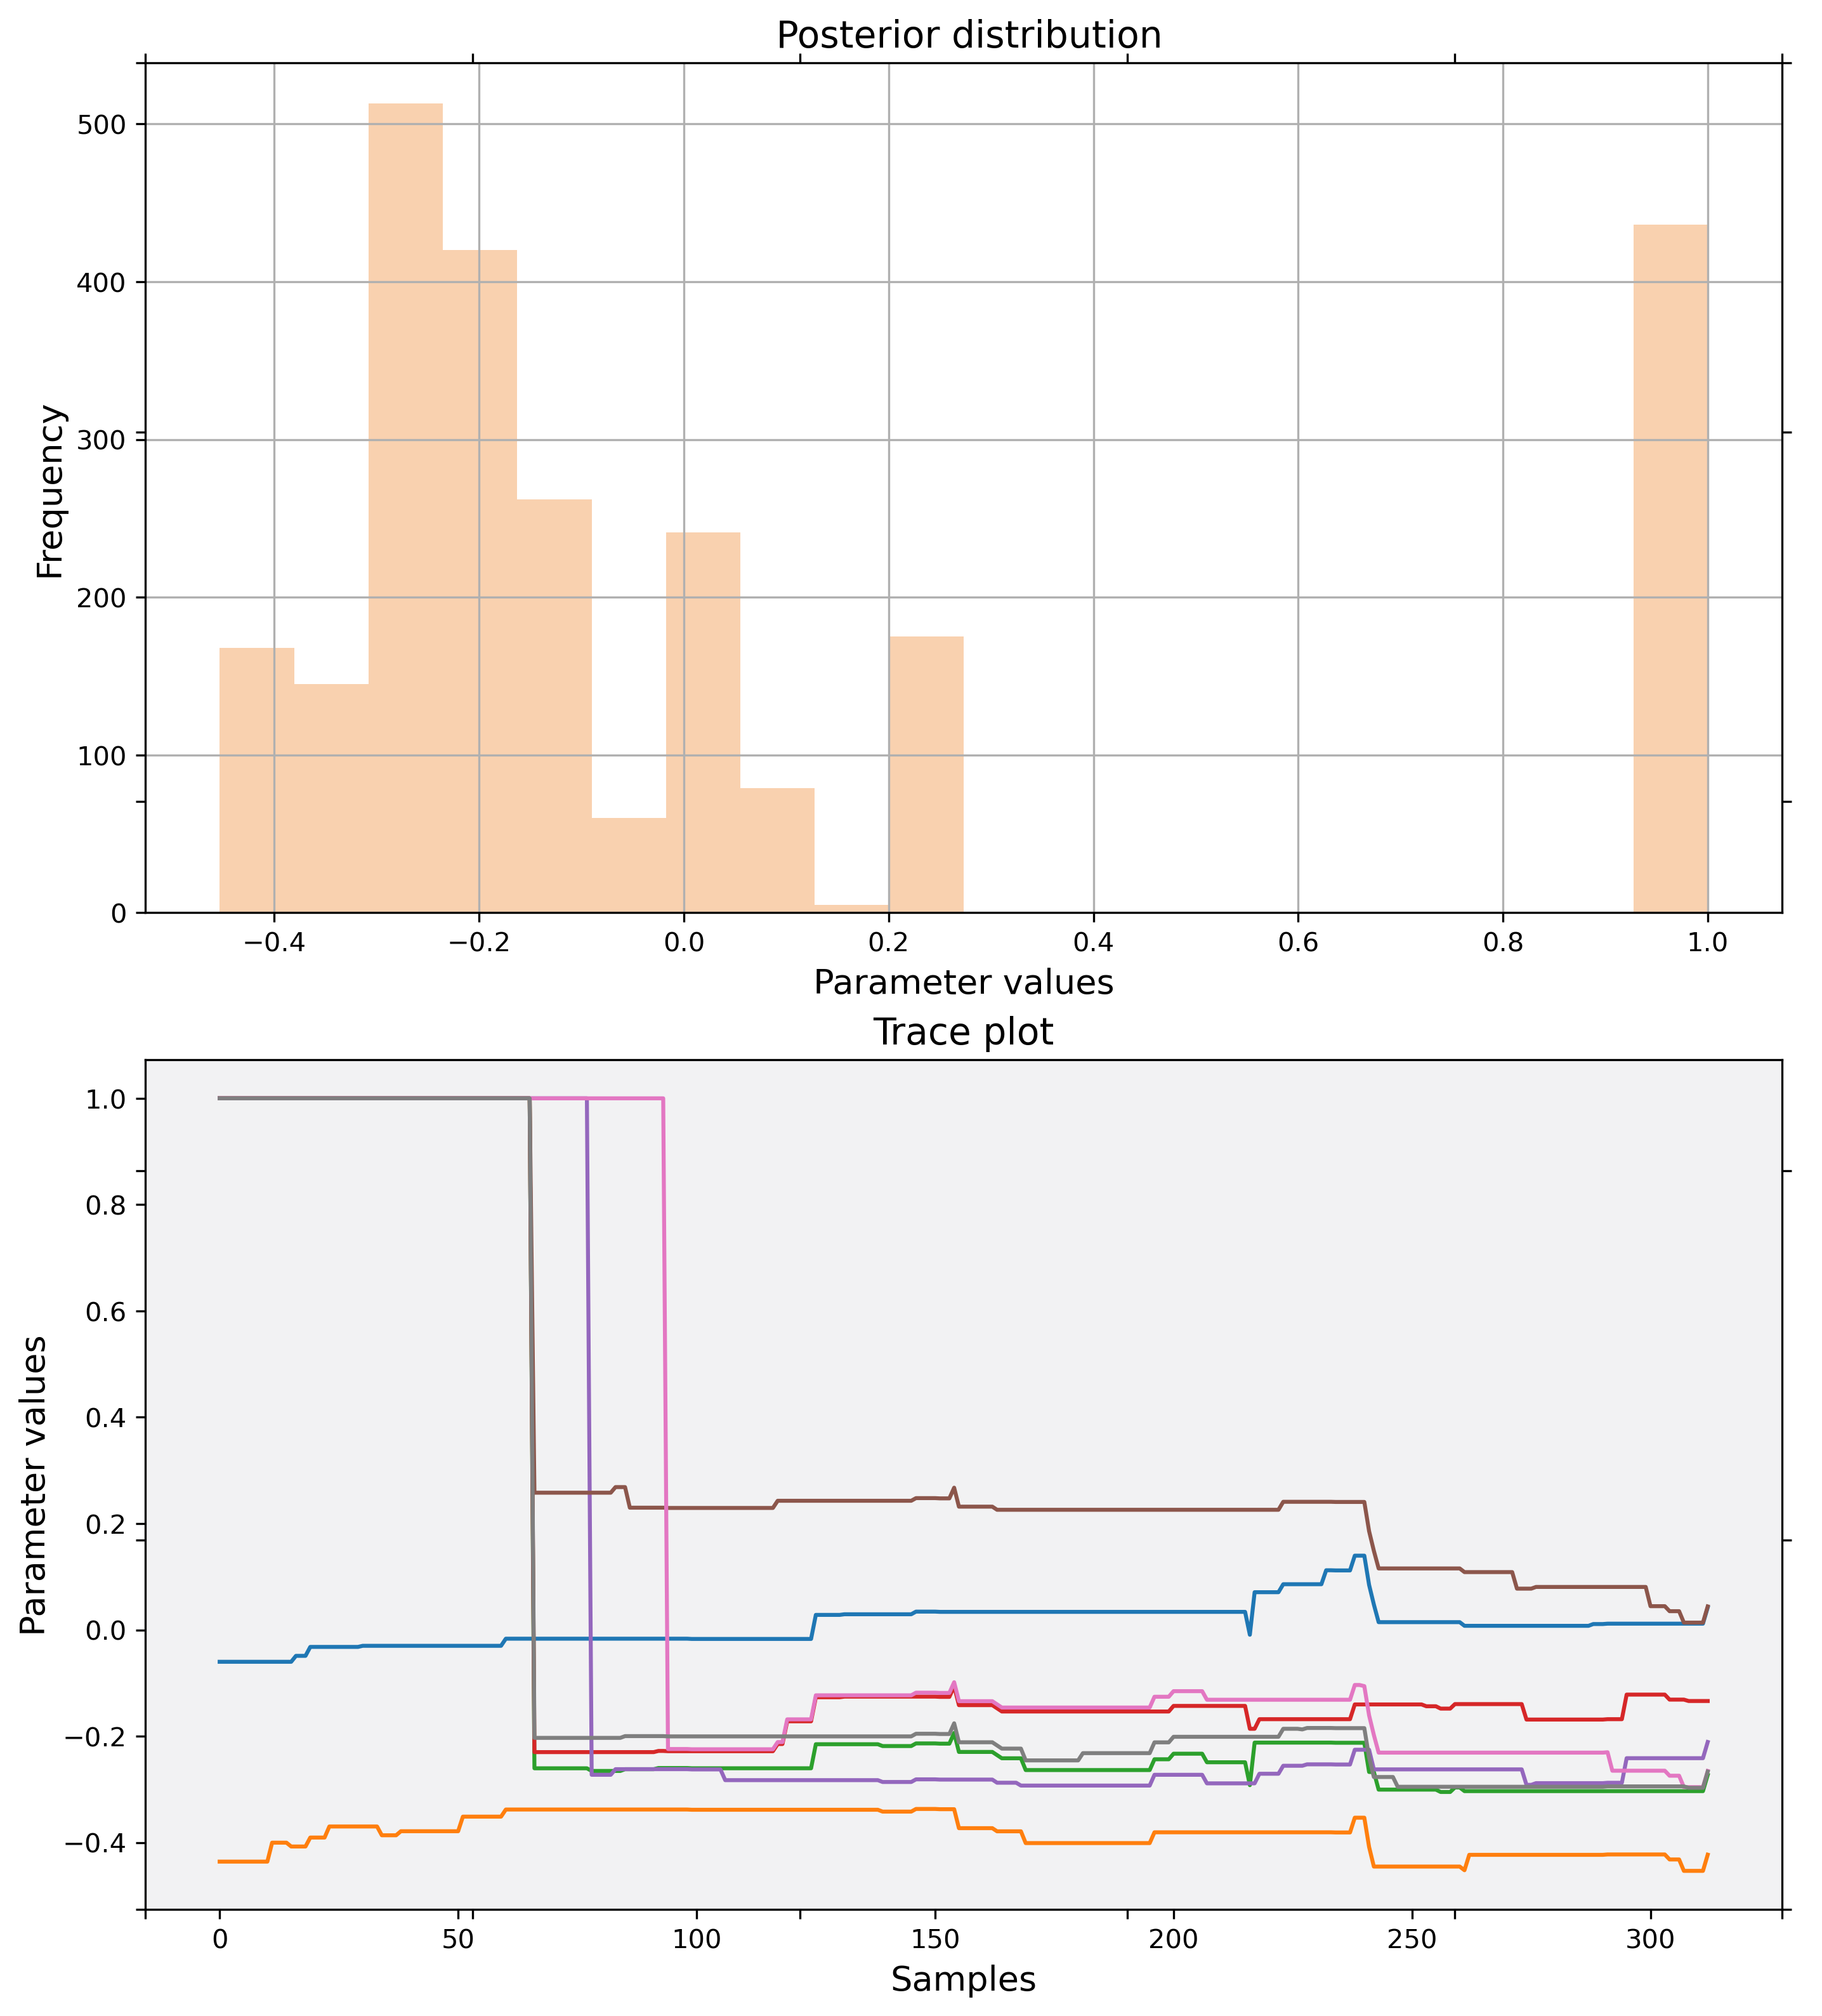 Posterior distribution
500
400
300
200
100
0
Frequency
−0.4 −0.2 0.0 0.2 0.4 0.6 0.8 1.0
Parameter values
Trace plot
1.0
0.8
0.6
0.4
0.2
0.0
−0.2
−0.4
Parameter values
0 50 100 150 200 250 300
Samples